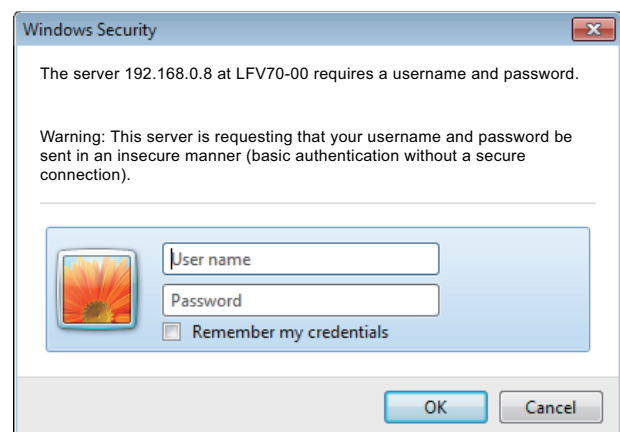 Windows Security
The server 192.168.0.8 at LFV70-00 requires a username and password.
Warning: This server is requesting that your username and password be
sent in an insecure manner (basic authentication without a secure
connection).
User name
Password
Remember my credentials
OK
Cancel